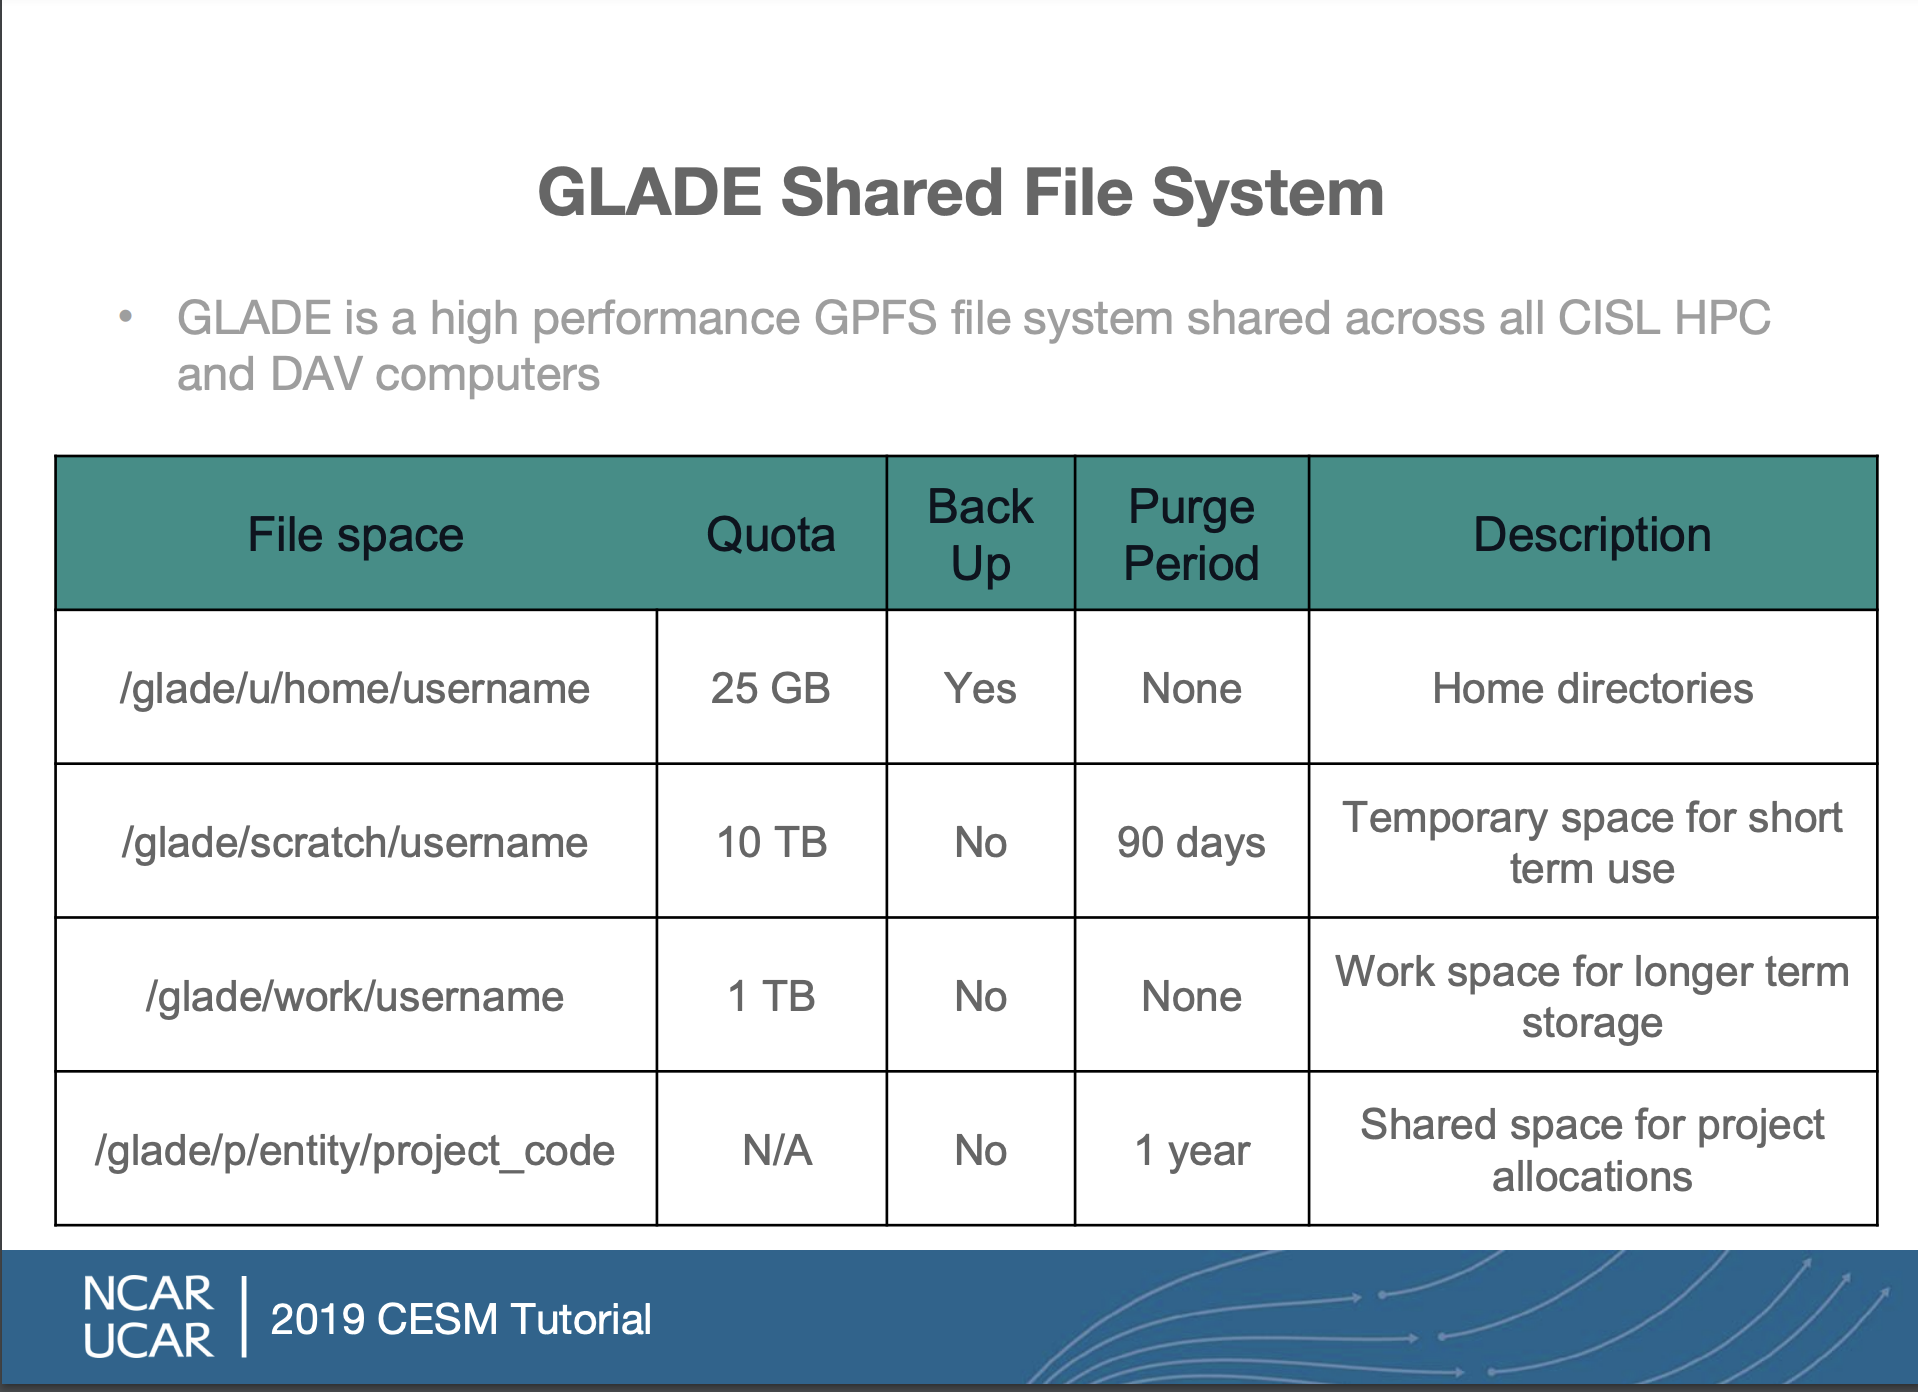 GLADE Shared File System
• GLADE is a high performance GPFS file system shared across all CISL HPC
and DAV computers
File space Quota Back Up Purge Period Description
/glade/u/home/username 25 GB Yes None Home directories
/glade/scratch/username 10 TB No 90 days Temporary space for short term use
/glade/work/username 1 TB No None Work space for longer term storage
/glade/p/entity/project_code N/A No 1 year Shared space for project allocations
NCAR
UCAR
2019 CESM Tutorial